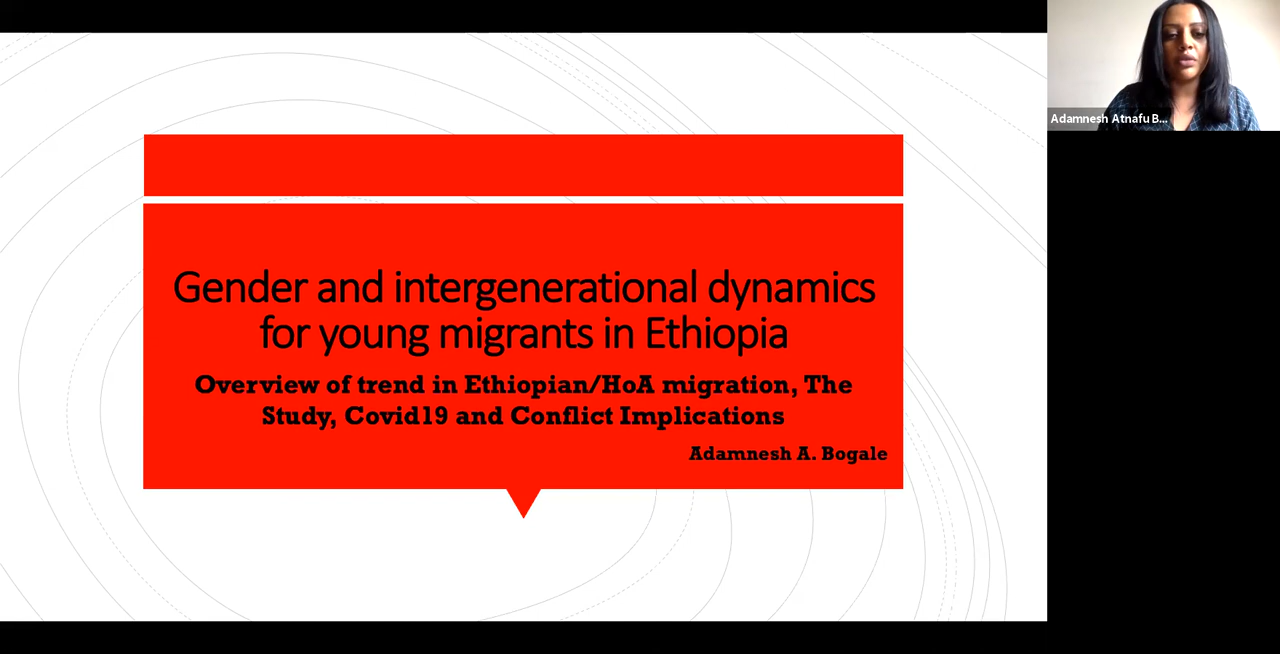 Adamnesh Atnafu B...
Gender and intergenerational dynamics
for young migrants in Ethiopia
Overview of trend in Ethiopian/HoA migration, The
Study, Covid19 and Conflict Implications
Adamnesh A. Bogale